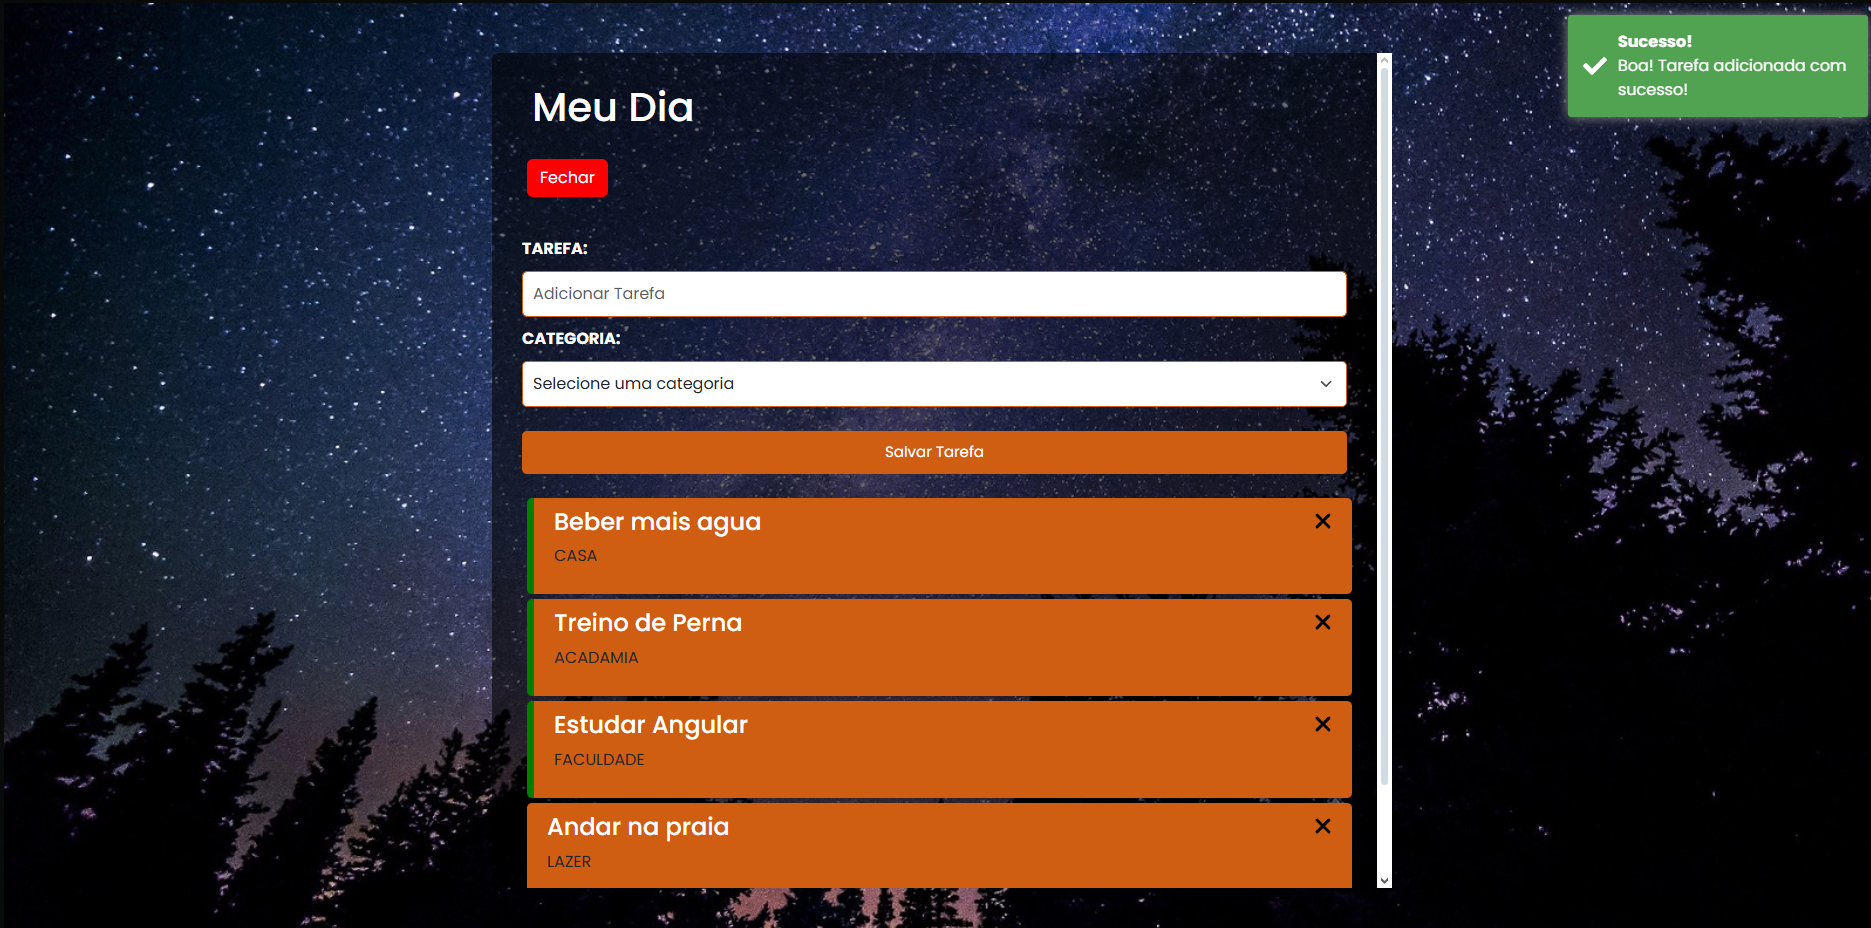 Sucesso!
Boa! Tarefa adicionada com
sucesso!
Meu Dia
Fechar
TAREFA:
Adicionar Tarefa
CATEGORIA:
Selecione uma categoria
Salvar Tarefa
Beber mais agua
CASA
Treino de Perna
ACADAMIA
Estudar Angular
FACULDADE
Andar na praia
LAZER